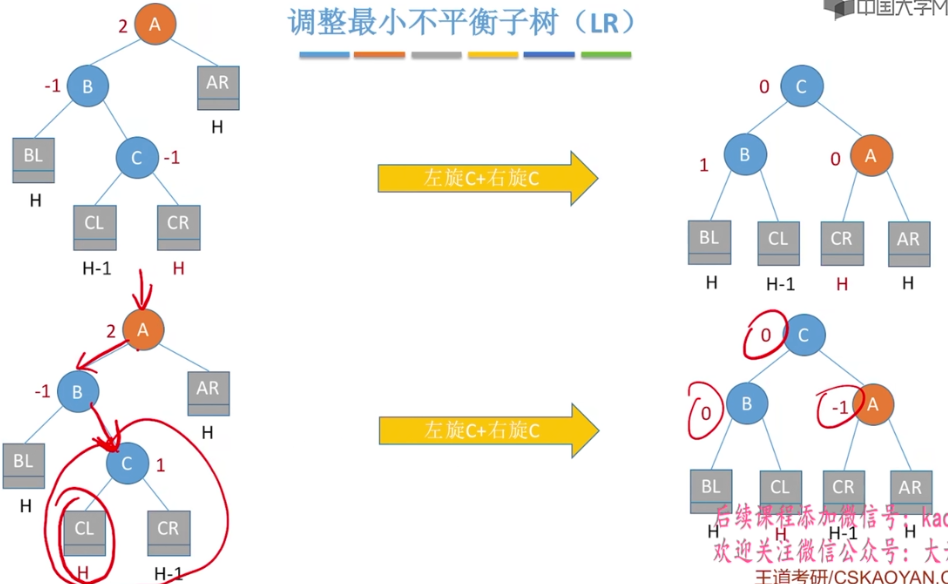 中国大学M
调整最小不平衡子树（LR）
2 A
-1 B
AR
H
BL
H
C -1
CL
H-1
CR
H
左旋C+右旋C
0 C
1 B
0 A
BL
CL
CR
AR
H
H-1
H
H
2 A
-1 B
AR
H
BL
H
C 1
CL
H
CR
H-1
左旋C+右旋C
0 C
0 B
-1 A
BL
CL
CR
AR
H
H
H-1
H
后续课程添加微信号：kao
欢迎关注微信公众号：大
王道考研/CSKAOYAN.C